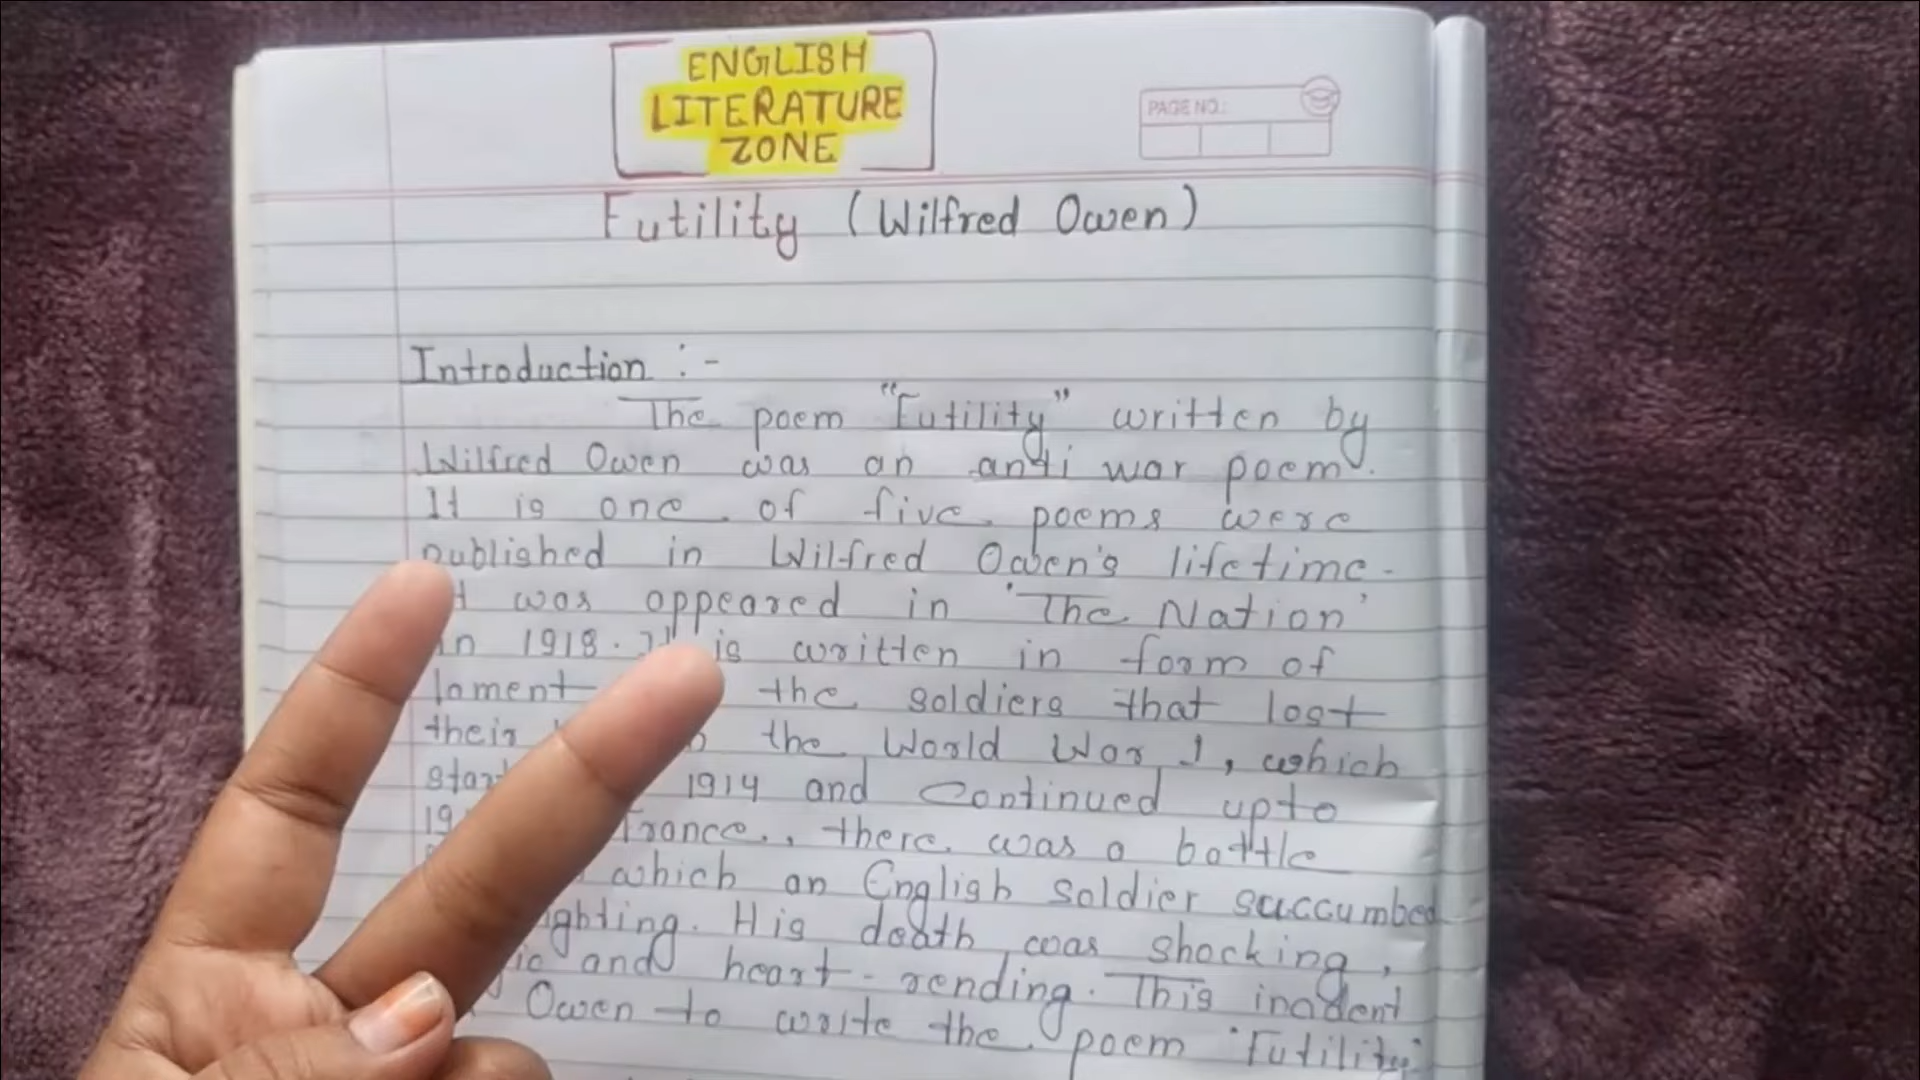 ENGLISH
LITERATURE
ZONE
PAGE NO.:
Futility (Wilfred Owen)
Introduction :-
The poem "Futility" written by
Wilfred Owen was an anti war poem.
It is one of five poems were
published in Wilfred Owen's lifetime.
was appeared in 'The Nation'
in 1918. It is written in form of
lament the soldiers that lost
their the World War I, which
1914 and continued upto
France, there was a battle
which an English soldier succumbed
His death was shocking,
and heart-rending. This incident
Owen to write the poem 'Futility'